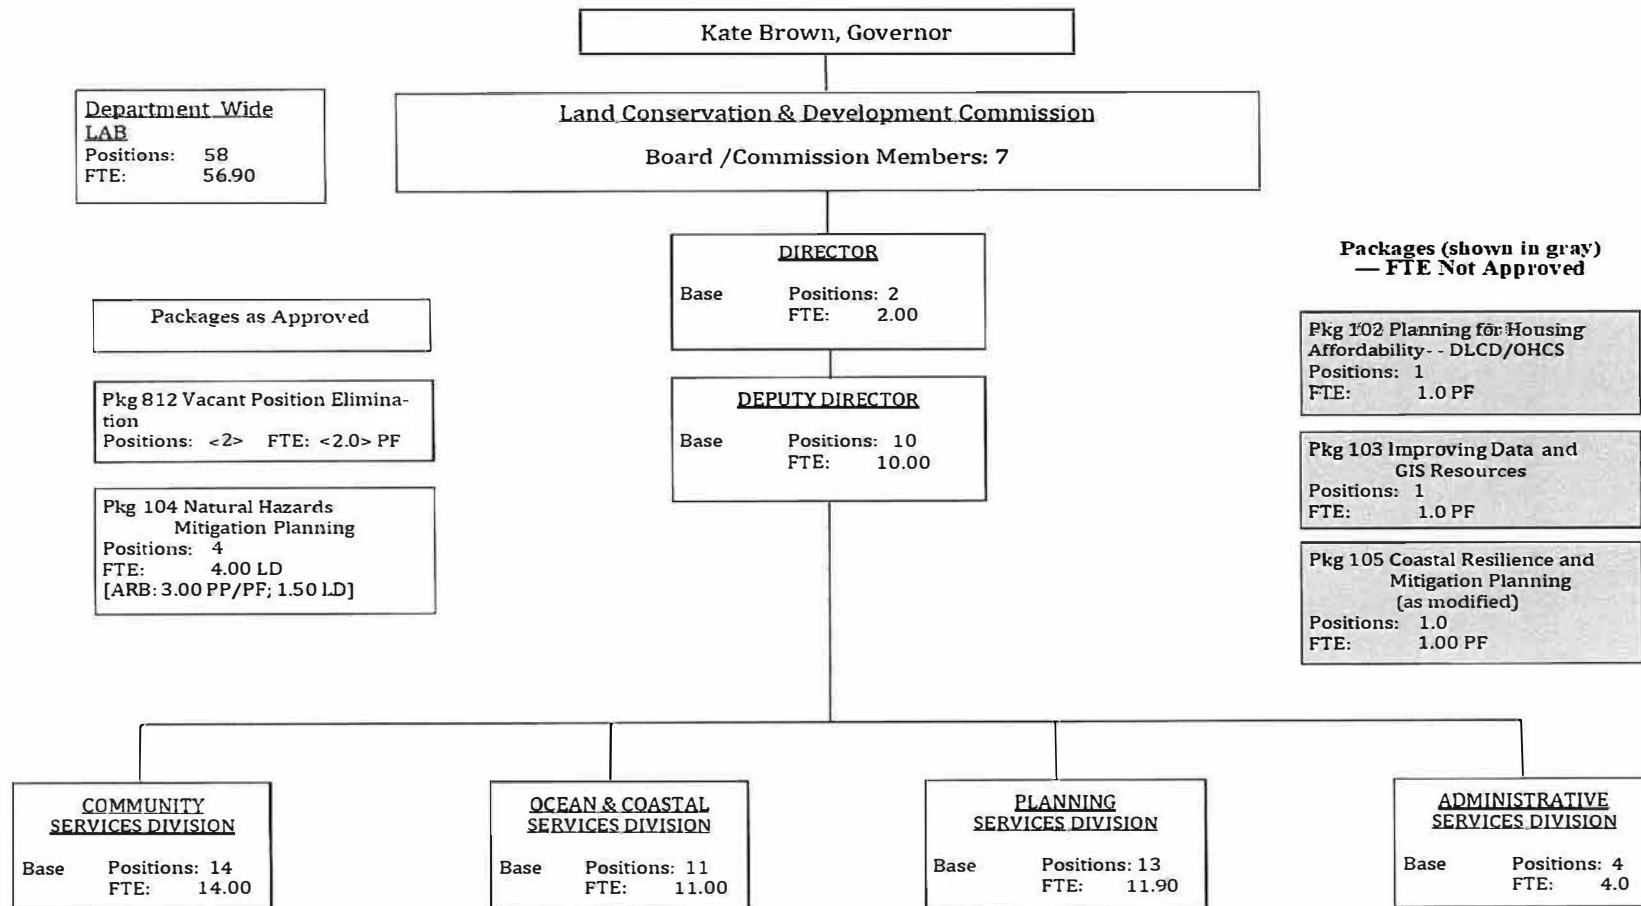 Kate Brown, Governor
Department Wide
LAB
Positions: 58
FTE: 56.90
Land Conservation & Development Commission
Board /Commission Members: 7
DIRECTOR
Base Positions: 2
FTE: 2.00
Packages (shown in gray)
— FTE Not Approved
Packages as Approved
Pkg 102 Planning for Housing
Affordability- - DLCD/OHCS
Positions: 1
FTE: 1.0 PF
Pkg 812 Vacant Position Elimina-
tion
Positions: <2> FTE: <2.0> PF
DEPUTY DIRECTOR
Base Positions: 10
FTE: 10.00
Pkg 103 Improving Data and
GIS Resources
Positions: 1
FTE: 1.0 PF
Pkg 104 Natural Hazards
Mitigation Planning
Positions: 4
FTE: 4.00 LD
[ARB: 3.00 PP/PF; 1.50 LD]
Pkg 105 Coastal Resilience and
Mitigation Planning
(as modified)
Positions: 1.0
FTE: 1.00 PF
COMMUNITY
SERVICES DIVISION
Base Positions: 14
FTE: 14.00
OCEAN & COASTAL
SERVICES DIVISION
Base Positions: 11
FTE: 11.00
PLANNING
SERVICES DIVISION
Base Positions: 13
FTE: 11.90
ADMINISTRATIVE
SERVICES DIVISION
Base Positions: 4
FTE: 4.0